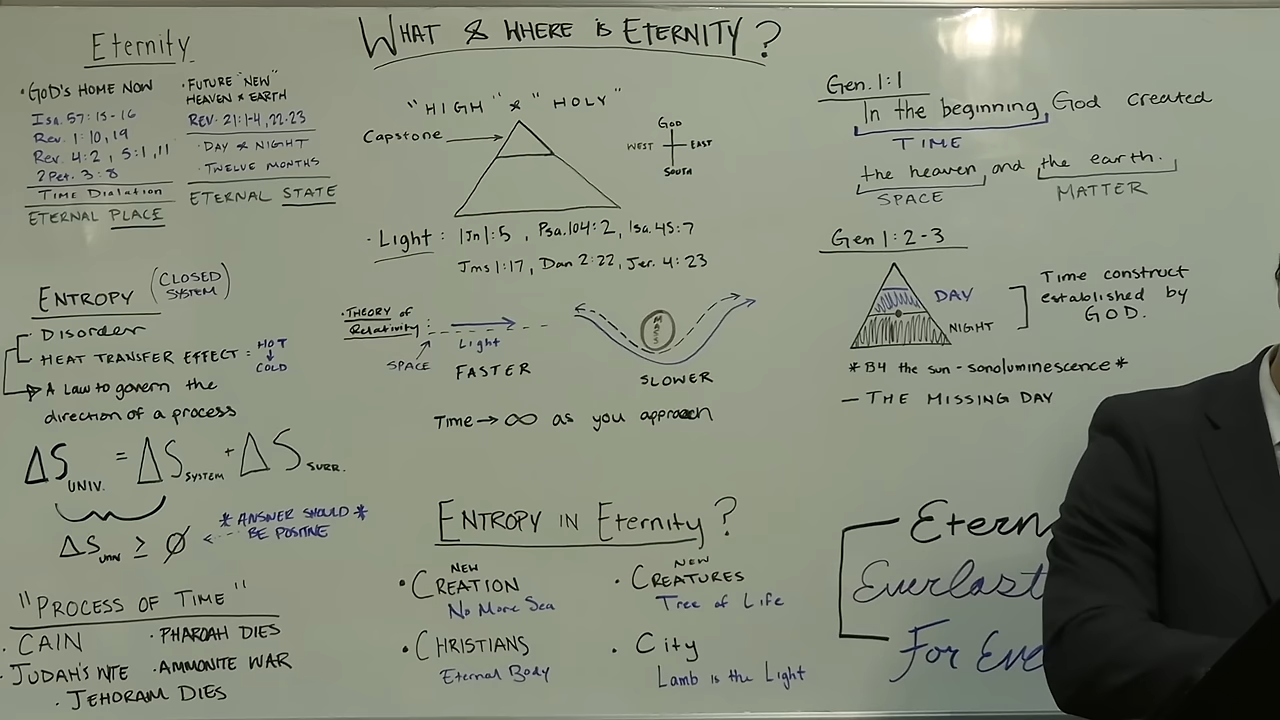 WHAT & WHERE IS ETERNITY?
Eternity
• GOD'S HOME NOW
Isa. 57:15-16
Rev. 1:10, 19
Rev. 4:2, 5:1, 11
2 Pet. 3:8
TIME Dialation
ETERNAL PLACE
• FUTURE "NEW"
HEAVEN & EARTH
REV. 21:1-4, 22-23
• DAY & NIGHT
• TWELVE MONTHS
ETERNAL STATE
ENTROPY (CLOSED
SYSTEM)
• Disorder
• HEAT TRANSFER EFFECT: HOT
↓
COLD
A law to govern the
direction of a process
ΔS UNIV. = ΔS SYSTEM + ΔS SURR.
ΔS UNIV ≥ Ø
* ANSWER SHOULD *
BE POSITIVE
"PROCESS OF TIME"
• CAIN
• PHAROAH DIES
• JUDAH'S WIFE
• AMMONITE WAR
• JEHORAM DIES
"HIGH" & "HOLY"
Capstone
GOD
WEST
EAST
SOUTH
• Light: 1Jn 1:5, Psa. 104:2, Isa. 45:7
Jms 1:17, Dan 2:22, Jer. 4:23
• THEORY of
Relativity:
Light
SPACE
FASTER
MASS
SLOWER
Time → ∞ as you approach
ENTROPY IN Eternity?
• NEW
CREATION
No More Sea
• NEW
CREATURES
Tree of Life
• CHRISTIANS
Eternal Body
• City
Lamb is the Light
Gen. 1:1
In the beginning, God created
TIME
the heaven, and the earth.
SPACE
MATTER
Gen 1:2-3
DAY
NIGHT
Time construct
established by
GOD.
* B4 the sun - sonoluminescence *
— THE MISSING DAY
Etern
Everlast
For Eve